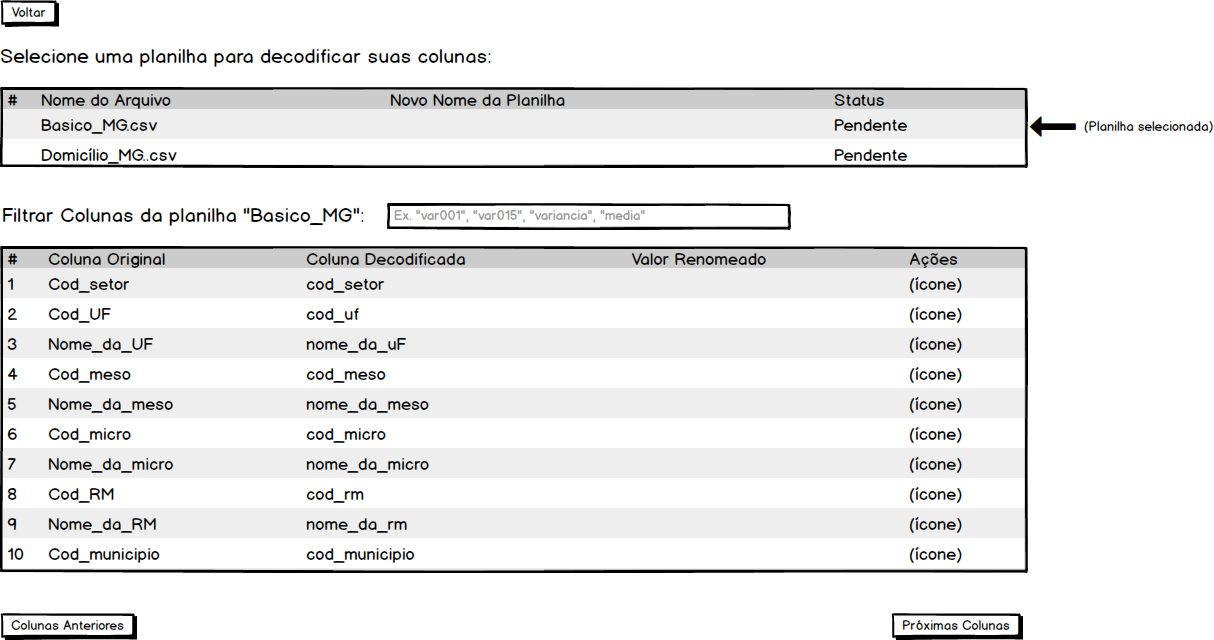 Voltar
Selecione uma planilha para decodificar suas colunas:
# Nome do Arquivo Novo Nome da Planilha Status
Basico_MG.csv Pendente (Planilha selecionada)
Domicílio_MG..csv Pendente
Filtrar Colunas da planilha "Basico_MG": Ex. "var001", "var015", "variancia", "media"
# Coluna Original Coluna Decodificada Valor Renomeado Ações
1 Cod_setor cod_setor (ícone)
2 Cod_UF cod_uf (ícone)
3 Nome_da_UF nome_da_uF (ícone)
4 Cod_meso cod_meso (ícone)
5 Nome_da_meso nome_da_meso (ícone)
6 Cod_micro cod_micro (ícone)
7 Nome_da_micro nome_da_micro (ícone)
8 Cod_RM cod_rm (ícone)
9 Nome_da_RM nome_da_rm (ícone)
10 Cod_municipio cod_municipio (ícone)
Colunas Anteriores Próximas Colunas